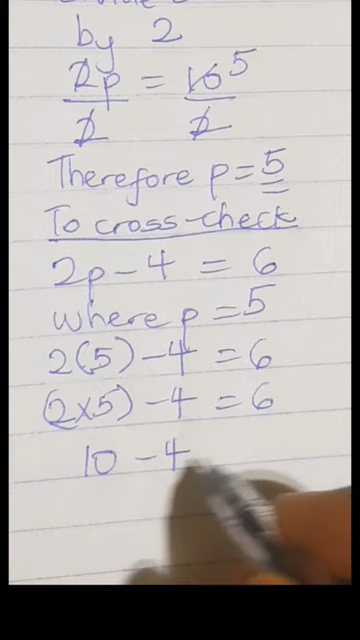 by 2
2p = 10 5
2 2
Therefore p = 5
To cross-check
2p - 4 = 6
where p = 5
2(5) - 4 = 6
(2x5) - 4 = 6
10 - 4